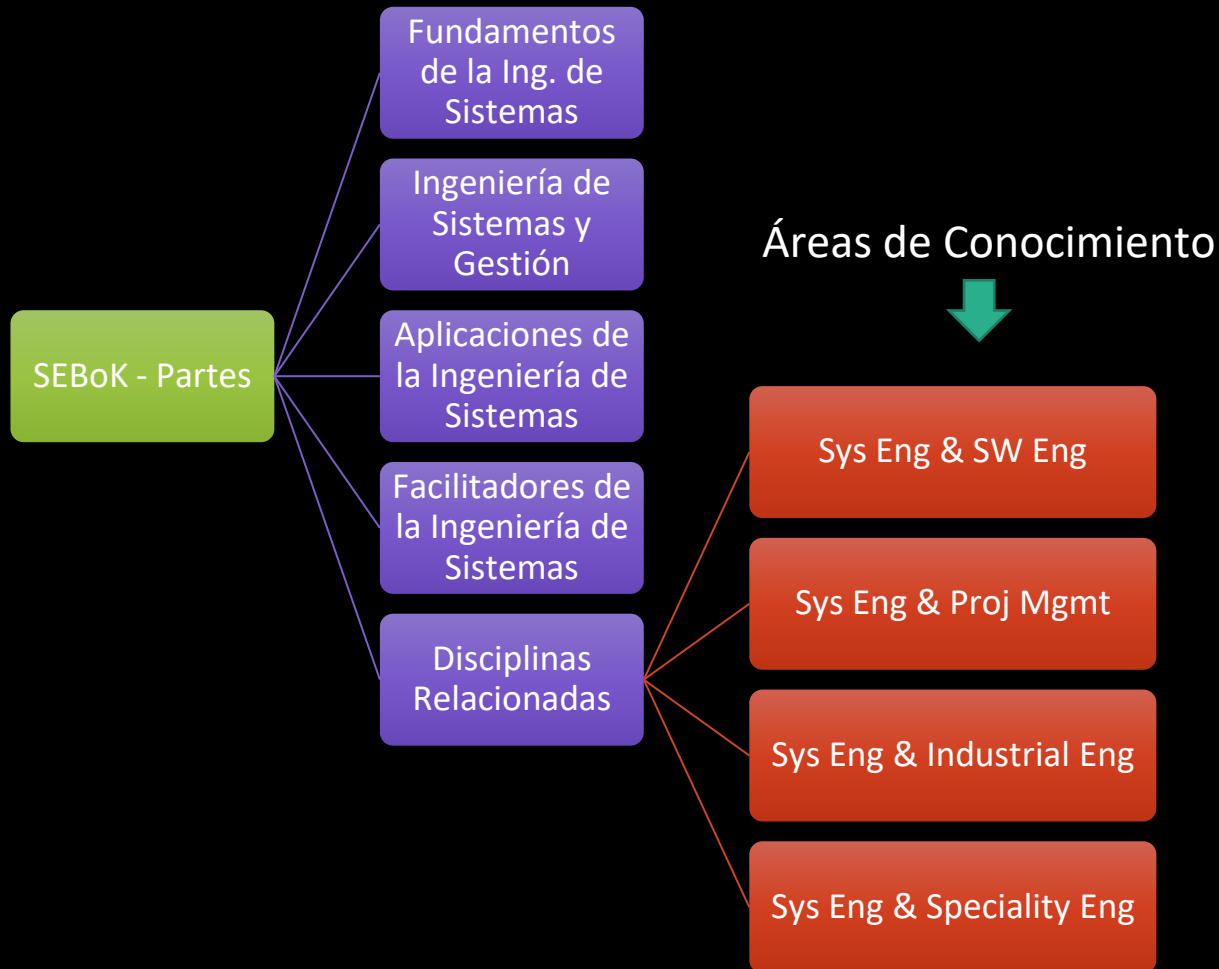 Fundamentos
de la Ing. de
Sistemas
Ingeniería de
Sistemas y
Gestión
Áreas de Conocimiento
SEBoK - Partes
Aplicaciones de
la Ingeniería de
Sistemas
Sys Eng & SW Eng
Facilitadores de
la Ingeniería de
Sistemas
Sys Eng & Proj Mgmt
Disciplinas
Relacionadas
Sys Eng & Industrial Eng
Sys Eng & Speciality Eng